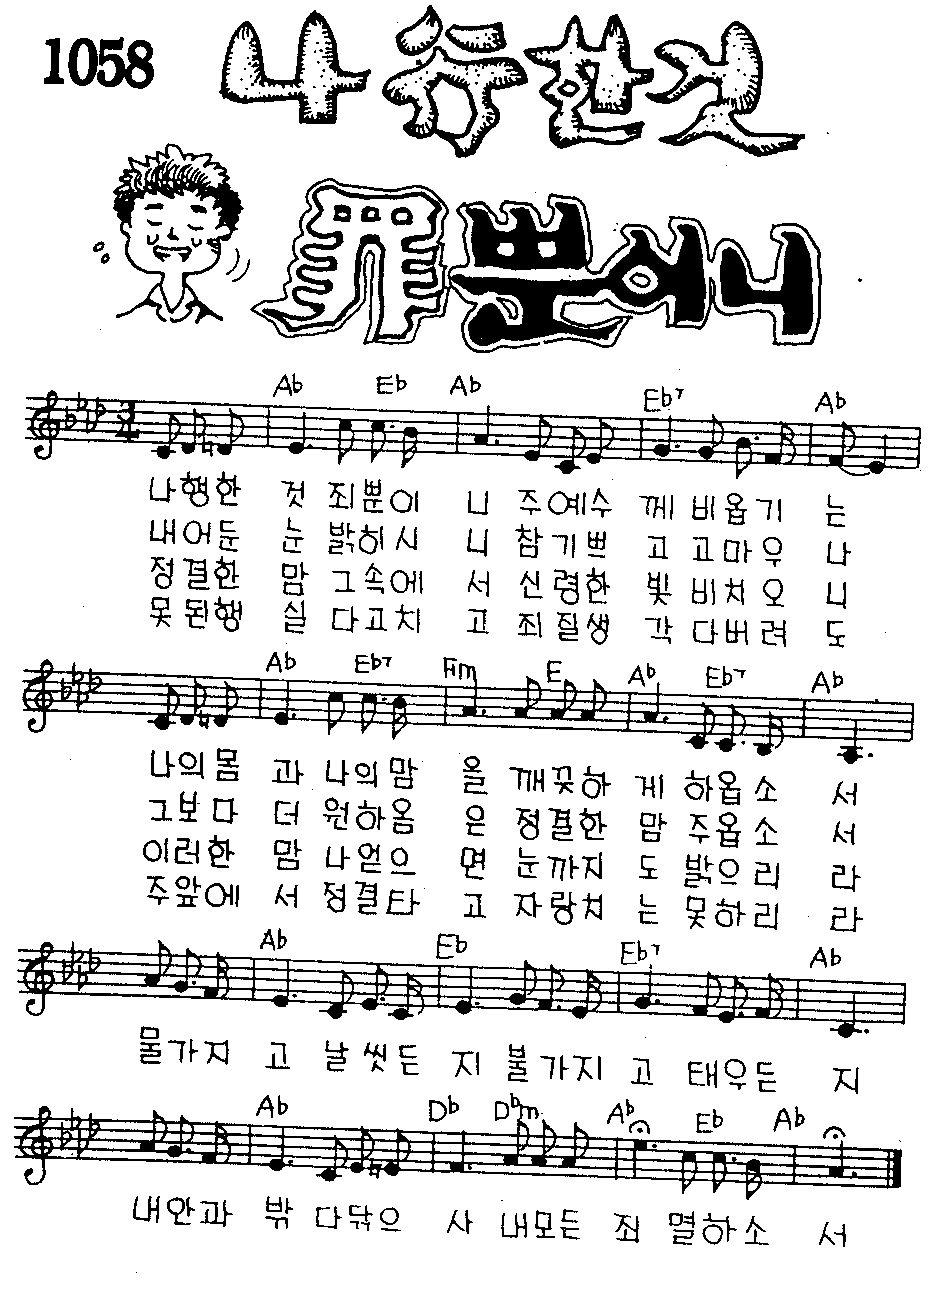 1058
나 행한 것
罪뿐이니
Ab Eb Ab Eb7 Ab
나행한 것 죄뿐이 니 주예수 께 비옵기 는
내어둔 눈 밝히시 니 참기쁘 고 고마우 나
정결한 맘 그속에 서 신령한 빛 비치오 니
못된행 실 다고치 고 죄질생 각 다버려 도
Ab Eb7 Fm E Ab Eb7 Ab
나의몸 과 나의맘 을 깨끗하 게 하옵소 서
그보다 더 원하옴 은 정결한 맘 주옵소 서
이러한 맘 나얻으 면 눈까지 도 밝으리 라
주앞에 서 정결타 고 자랑치 는 못하리 라
Ab Eb Eb7 Ab
물가지 고 날씻든 지 불가지 고 태우든 지
Ab Db Dbm Ab Eb Ab
내안과 밖 다닦으 사 내모든 죄 멸하소 서